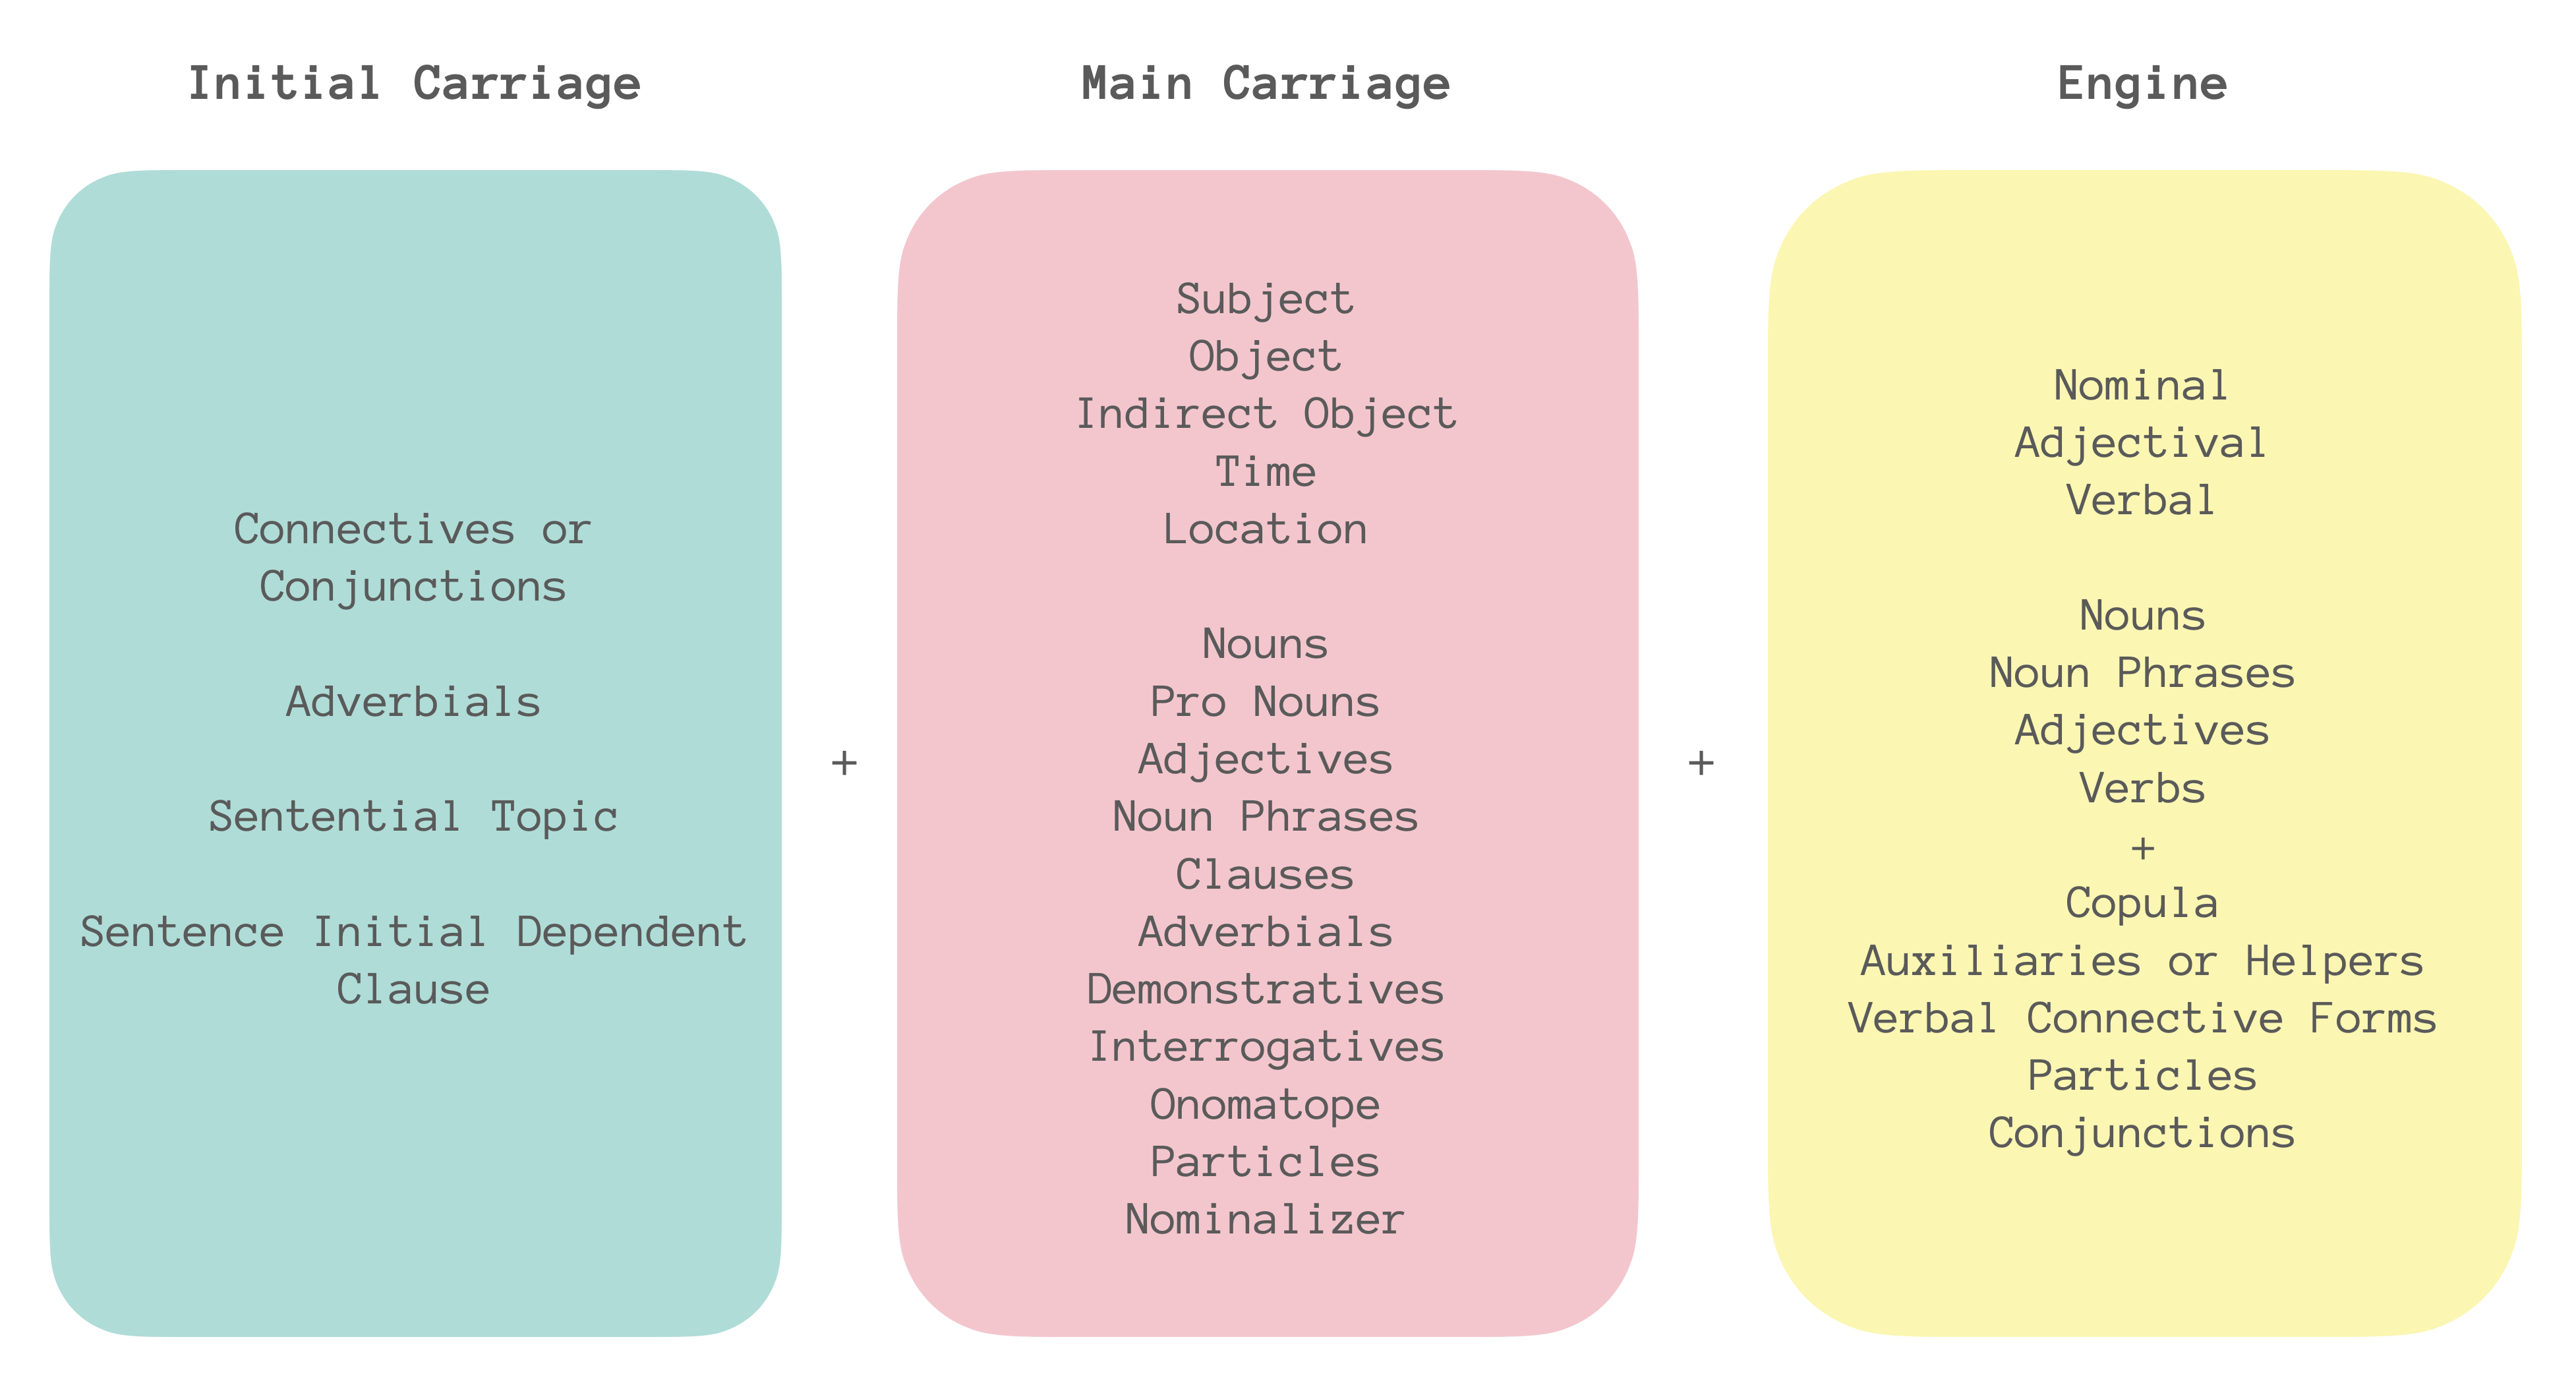 Initial Carriage
Connectives or
Conjunctions
Adverbials
Sentential Topic
Sentence Initial Dependent
Clause
+
Main Carriage
Subject
Object
Indirect Object
Time
Location
Nouns
Pro Nouns
Adjectives
Noun Phrases
Clauses
Adverbials
Demonstratives
Interrogatives
Onomatope
Particles
Nominalizer
+
Engine
Nominal
Adjectival
Verbal
Nouns
Noun Phrases
Adjectives
Verbs
+
Copula
Auxiliaries or Helpers
Verbal Connective Forms
Particles
Conjunctions